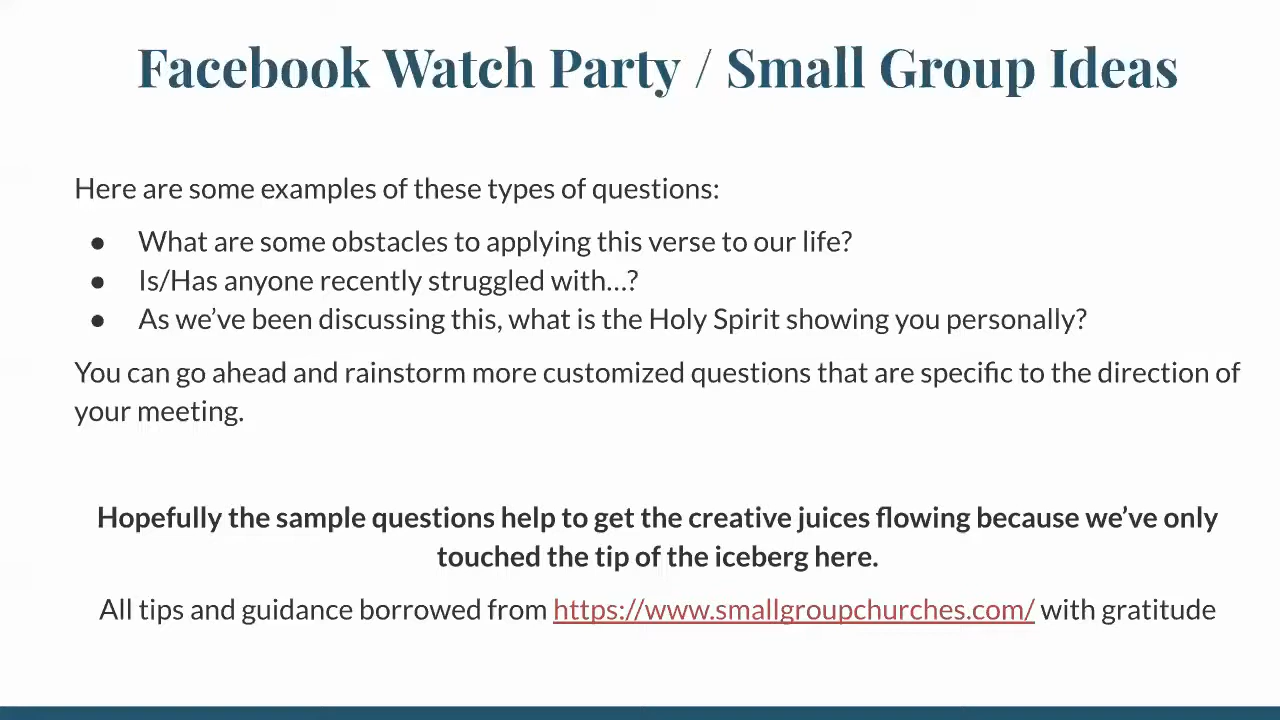 Facebook Watch Party / Small Group Ideas
Here are some examples of these types of questions:
● What are some obstacles to applying this verse to our life?
● Is/Has anyone recently struggled with…?
● As we’ve been discussing this, what is the Holy Spirit showing you personally?
You can go ahead and rainstorm more customized questions that are specific to the direction of
your meeting.
Hopefully the sample questions help to get the creative juices flowing because we’ve only
touched the tip of the iceberg here.
All tips and guidance borrowed from https://www.smallgroupchurches.com/ with gratitude